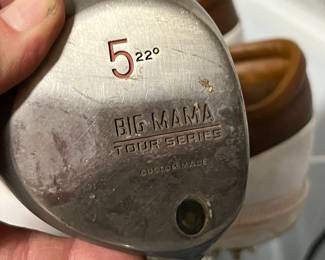 5 22°
BIG MAMA
TOUR SERIES
CUSTOM MADE